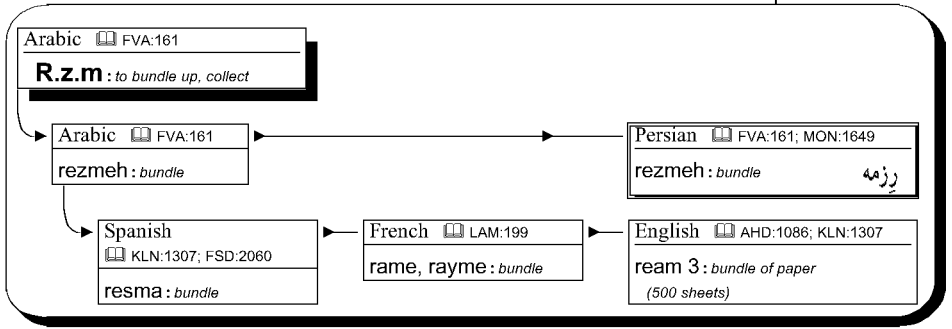 Arabic FVA:161
R.z.m : to bundle up, collect
Arabic FVA:161
rezmeh : bundle
Persian FVA:161; MON:1649
rezmeh : bundle رِزمه
Spanish
KLN:1307; FSD:2060
resma : bundle
French LAM:199
rame, rayme : bundle
English AHD:1086; KLN:1307
ream 3 : bundle of paper
(500 sheets)